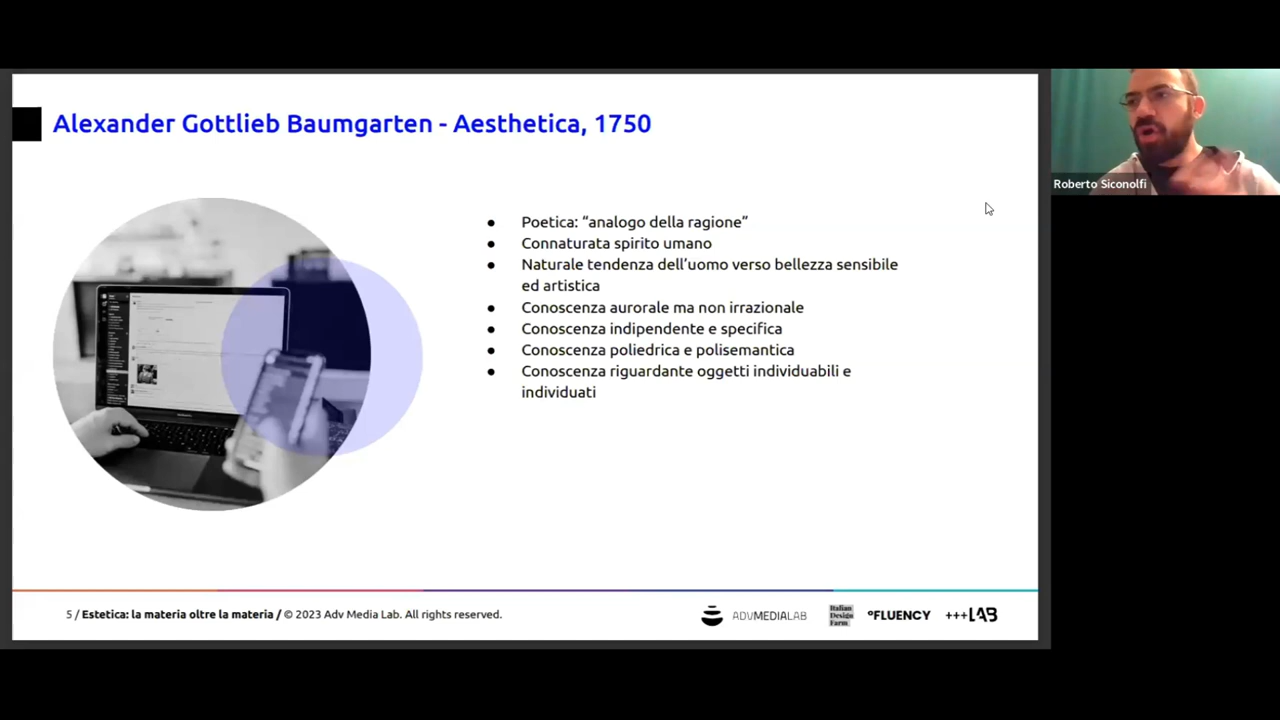 Alexander Gottlieb Baumgarten - Aesthetica, 1750
Roberto Siconolfi
● Poetica: “analogo della ragione”
● Connaturata spirito umano
● Naturale tendenza dell’uomo verso bellezza sensibile
ed artistica
● Conoscenza aurorale ma non irrazionale
● Conoscenza indipendente e specifica
● Conoscenza poliedrica e polisemantica
● Conoscenza riguardante oggetti individuabili e
individuati
5 / Estetica: la materia oltre la materia / © 2023 Adv Media Lab. All rights reserved.
ADVMEDIALAB
Italian
Design
Farm
°FLUENCY
+++LAB